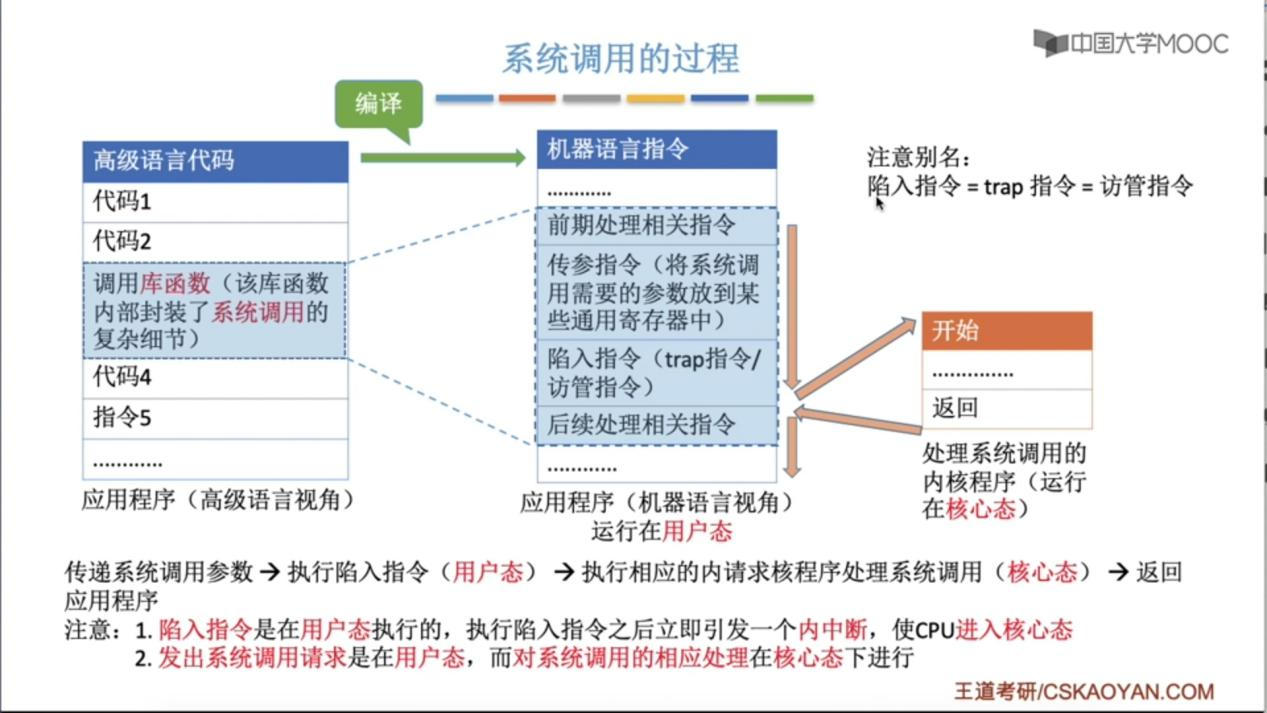 中国大学MOOC
系统调用的过程
编译
高级语言代码
代码1
代码2
调用库函数（该库函数
内部封装了系统调用的
复杂细节）
代码4
指令5
............
应用程序（高级语言视角）
机器语言指令
............
前期处理相关指令
传参指令（将系统调
用需要的参数放到某
些通用寄存器中）
陷入指令（trap指令/
访管指令）
后续处理相关指令
............
应用程序（机器语言视角）
运行在用户态
注意别名：
陷入指令 = trap 指令 = 访管指令
开始
..............
返回
处理系统调用的
内核程序（运行
在核心态）
传递系统调用参数 → 执行陷入指令（用户态） → 执行相应的内请求核程序处理系统调用（核心态） → 返回
应用程序
注意：1. 陷入指令是在用户态执行的，执行陷入指令之后立即引发一个内中断，使CPU进入核心态
2. 发出系统调用请求是在用户态，而对系统调用的相应处理在核心态下进行
王道考研/CSKAOYAN.COM